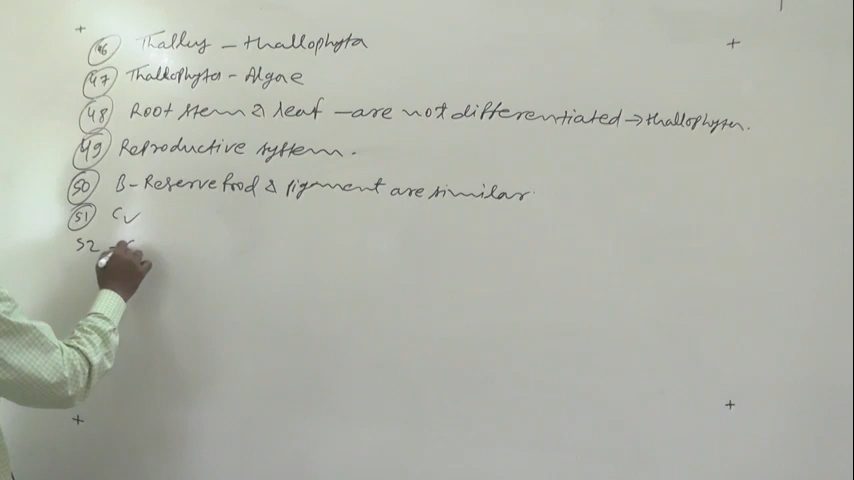 46 Thallus - thallophyta
47 Thallophyta - Algae
48 Root stem & leaf - are not differentiated → thallophyta.
49 Reproductive system.
50 B - Reserve food & pigment are similar.
51 C ✓
52